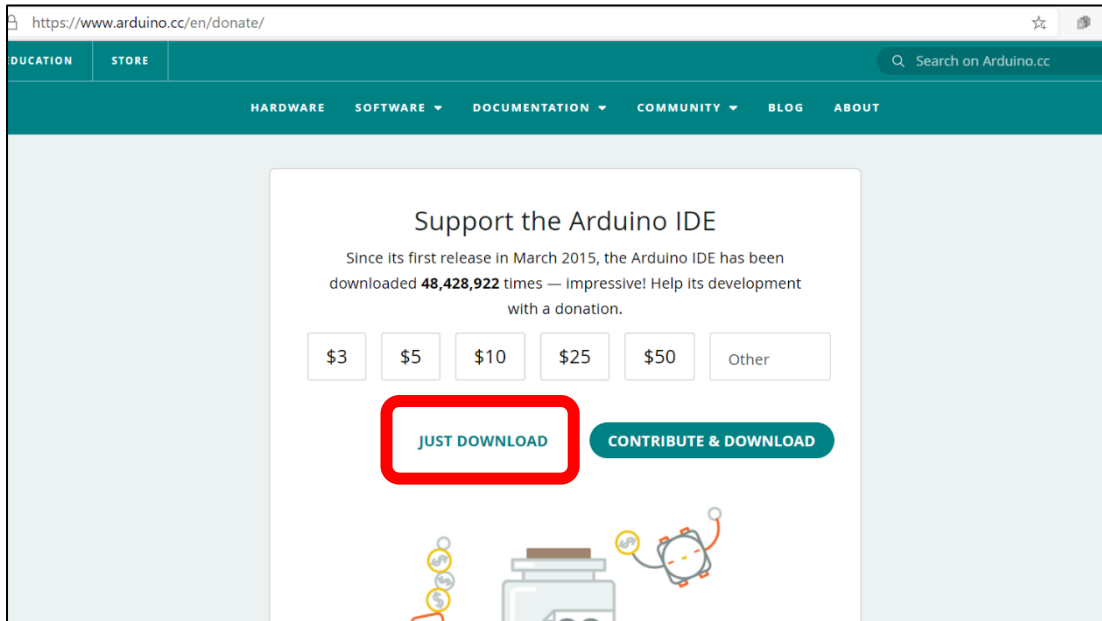 https://www.arduino.cc/en/donate/
EDUCATION STORE
Search on Arduino.cc
HARDWARE SOFTWARE DOCUMENTATION COMMUNITY BLOG ABOUT
Support the Arduino IDE
Since its first release in March 2015, the Arduino IDE has been
downloaded 48,428,922 times — impressive! Help its development
with a donation.
$3 $5 $10 $25 $50 Other
JUST DOWNLOAD CONTRIBUTE & DOWNLOAD